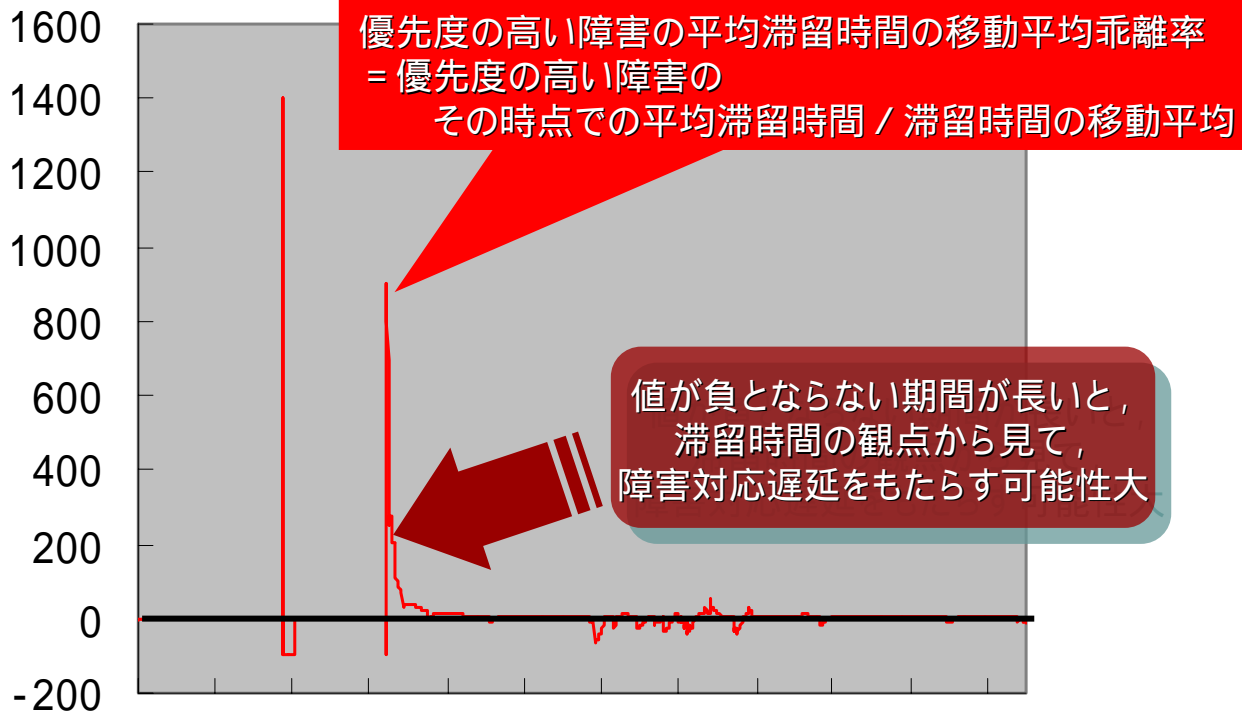 1600
1400
1200
1000
800
600
400
200
0
-200
優先度の高い障害の平均滞留時間の移動平均乖離率
= 優先度の高い障害の
その時点での平均滞留時間 / 滞留時間の移動平均
値が負とならない期間が長いと,
滞留時間の観点から見て,
障害対応遅延をもたらす可能性大